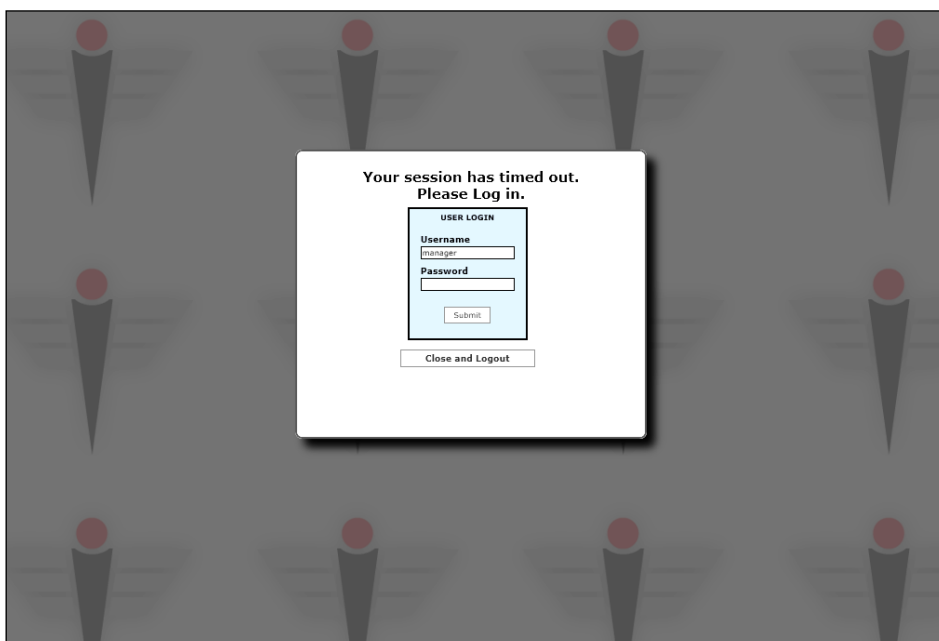 Your session has timed out.
Please Log in.
USER LOGIN
Username
manager
Password
Submit
Close and Logout